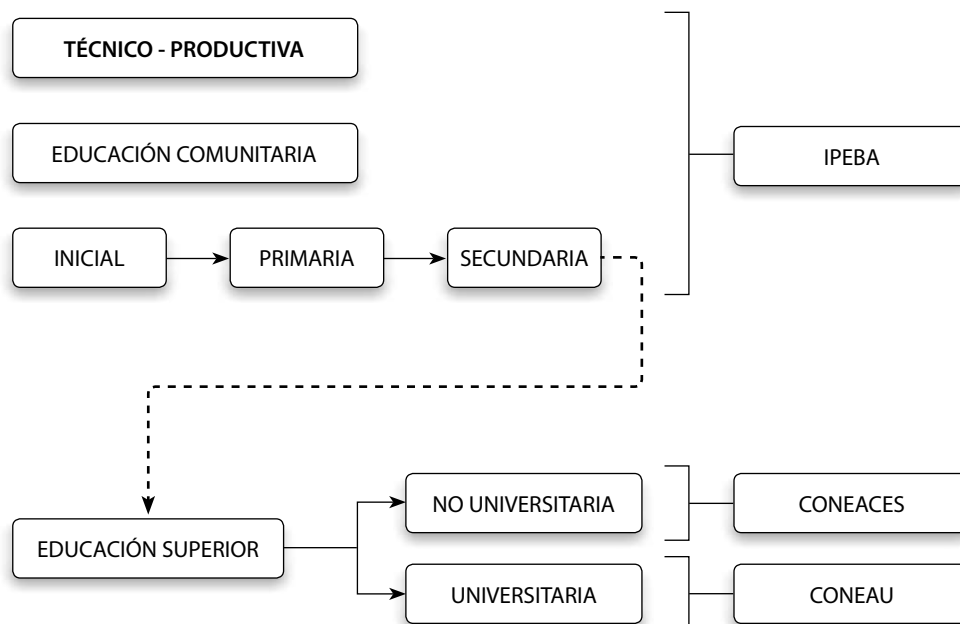 TÉCNICO - PRODUCTIVA
EDUCACIÓN COMUNITARIA
IPEBA
INICIAL
PRIMARIA
SECUNDARIA
NO UNIVERSITARIA
CONEACES
EDUCACIÓN SUPERIOR
UNIVERSITARIA
CONEAU